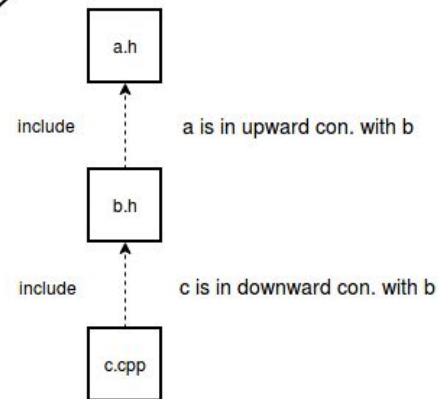 a.h
include
a is in upward con. with b
b.h
include
c is in downward con. with b
c.cpp